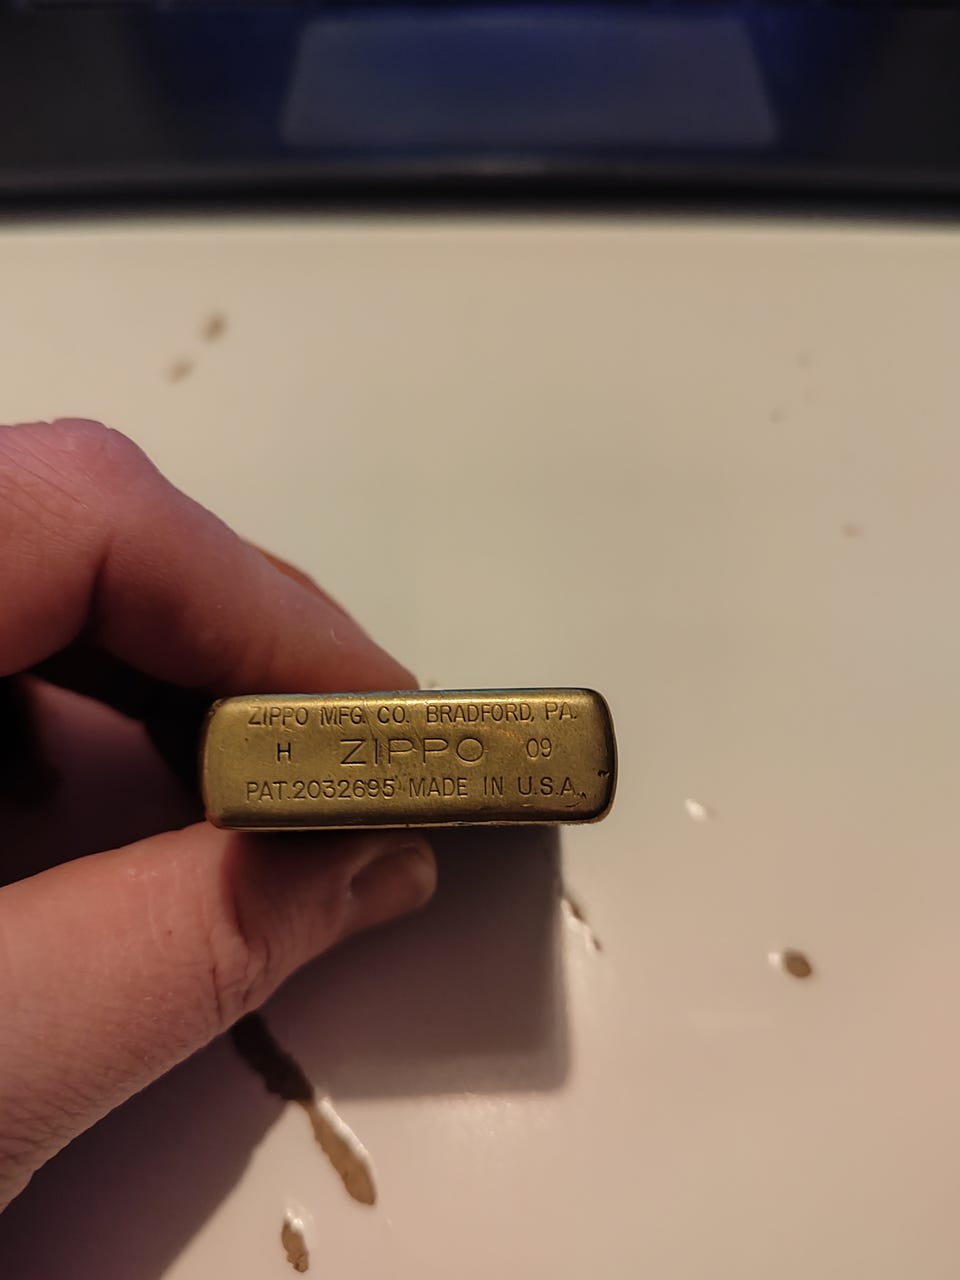 ZIPPO MFG. CO. BRADFORD, PA.
H ZIPPO 09
PAT.2032695 MADE IN U.S.A.